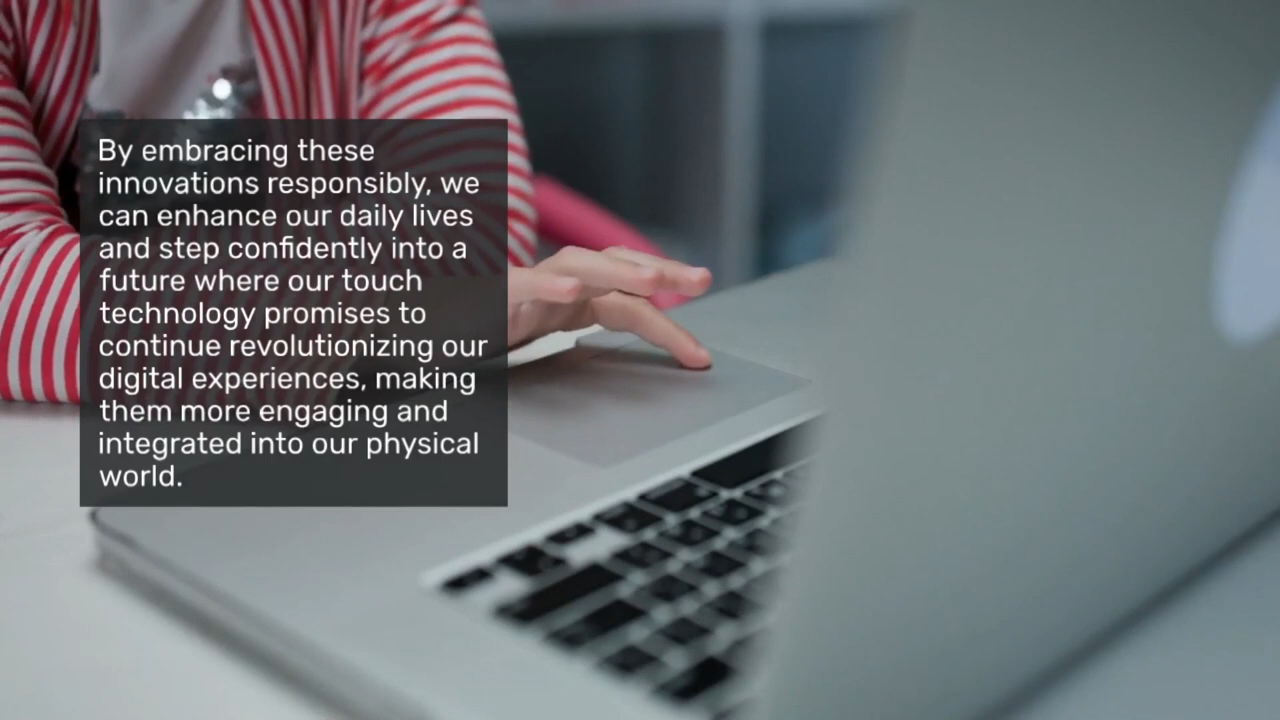 By embracing these
innovations responsibly, we
can enhance our daily lives
and step confidently into a
future where our touch
technology promises to
continue revolutionizing our
digital experiences, making
them more engaging and
integrated into our physical
world.